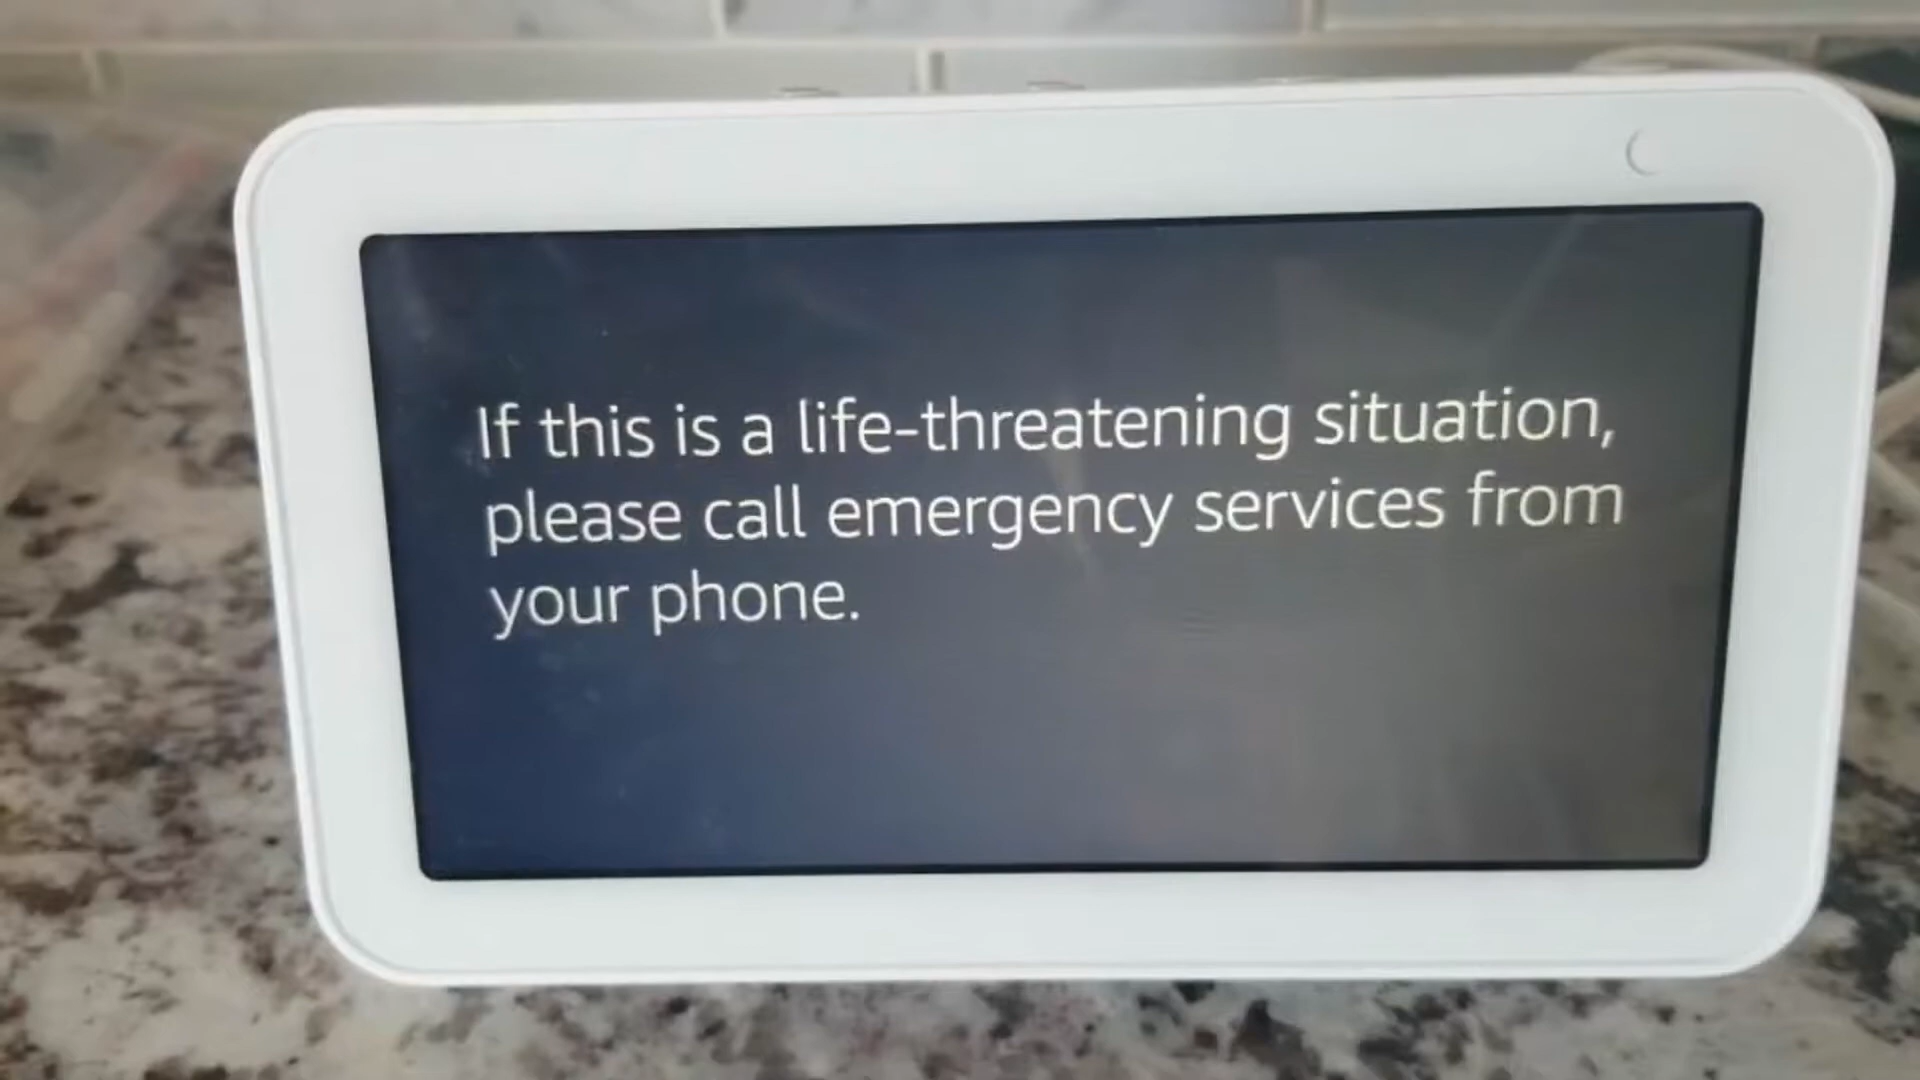 If this is a life-threatening situation,
please call emergency services from
your phone.